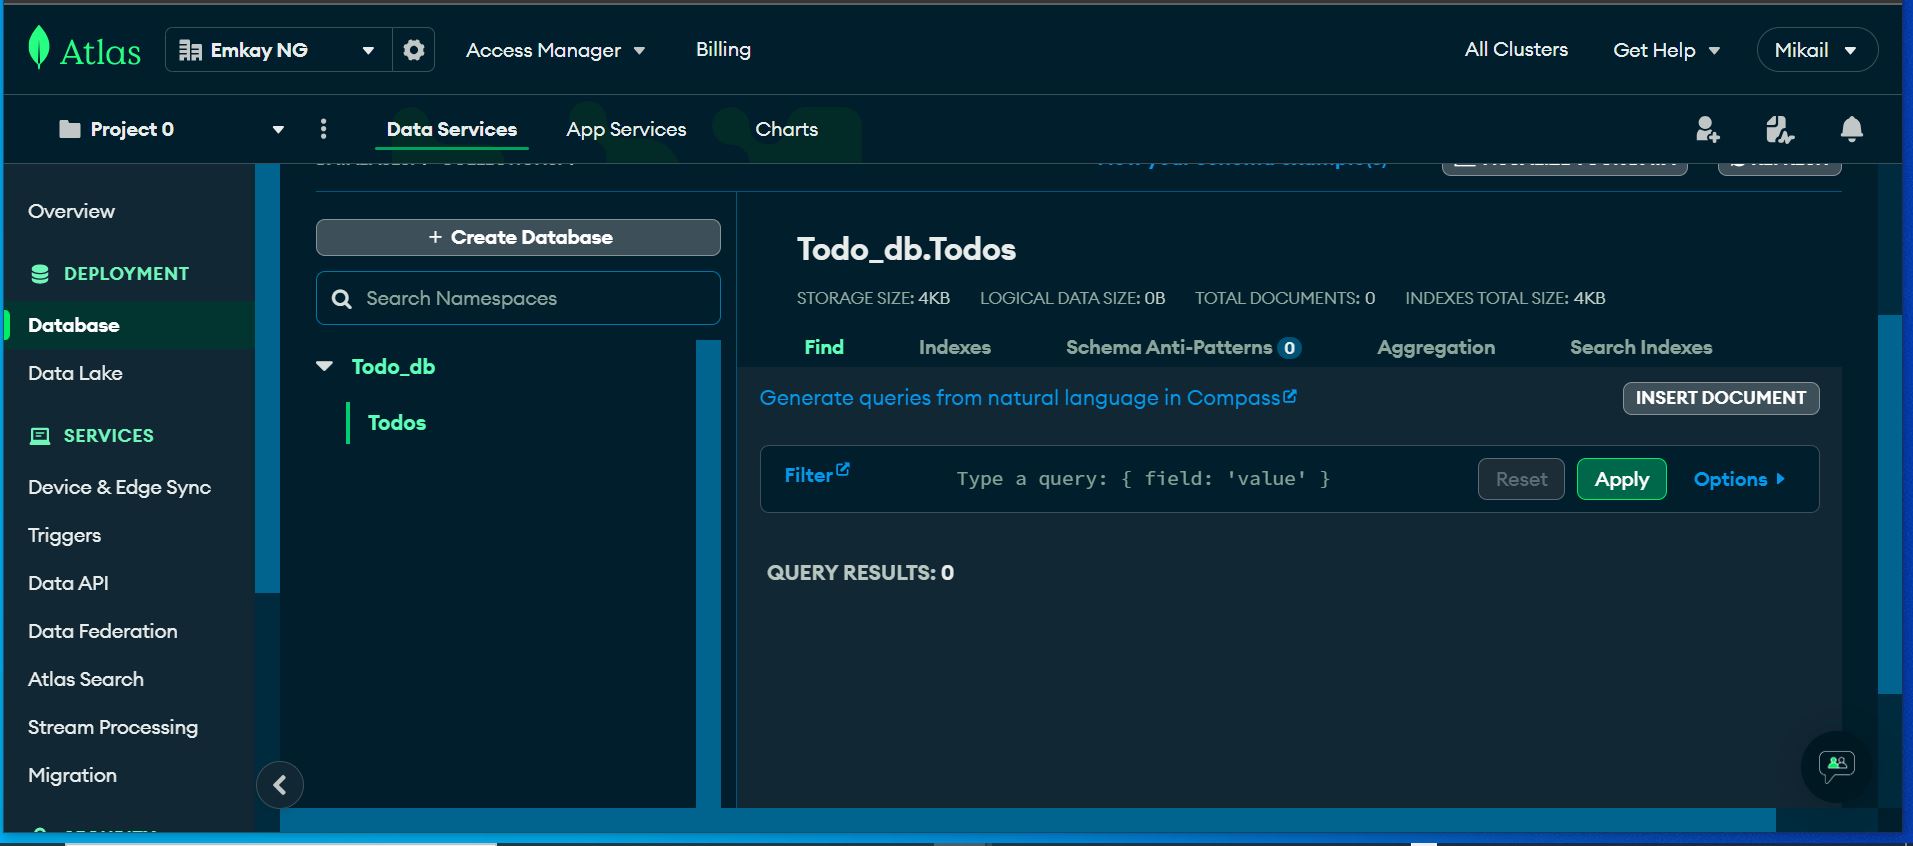 Atlas
Emkay NG
Access Manager
Billing
All Clusters
Get Help
Mikail
Project 0
Data Services
App Services
Charts
Overview
DEPLOYMENT
Database
Data Lake
SERVICES
Device & Edge Sync
Triggers
Data API
Data Federation
Atlas Search
Stream Processing
Migration
+ Create Database
Search Namespaces
Todo_db
Todos
Todo_db.Todos
STORAGE SIZE: 4KB LOGICAL DATA SIZE: 0B TOTAL DOCUMENTS: 0 INDEXES TOTAL SIZE: 4KB
Find Indexes Schema Anti-Patterns 0 Aggregation Search Indexes
Generate queries from natural language in Compass
INSERT DOCUMENT
Filter
Type a query: { field: 'value' }
Reset
Apply
Options
QUERY RESULTS: 0